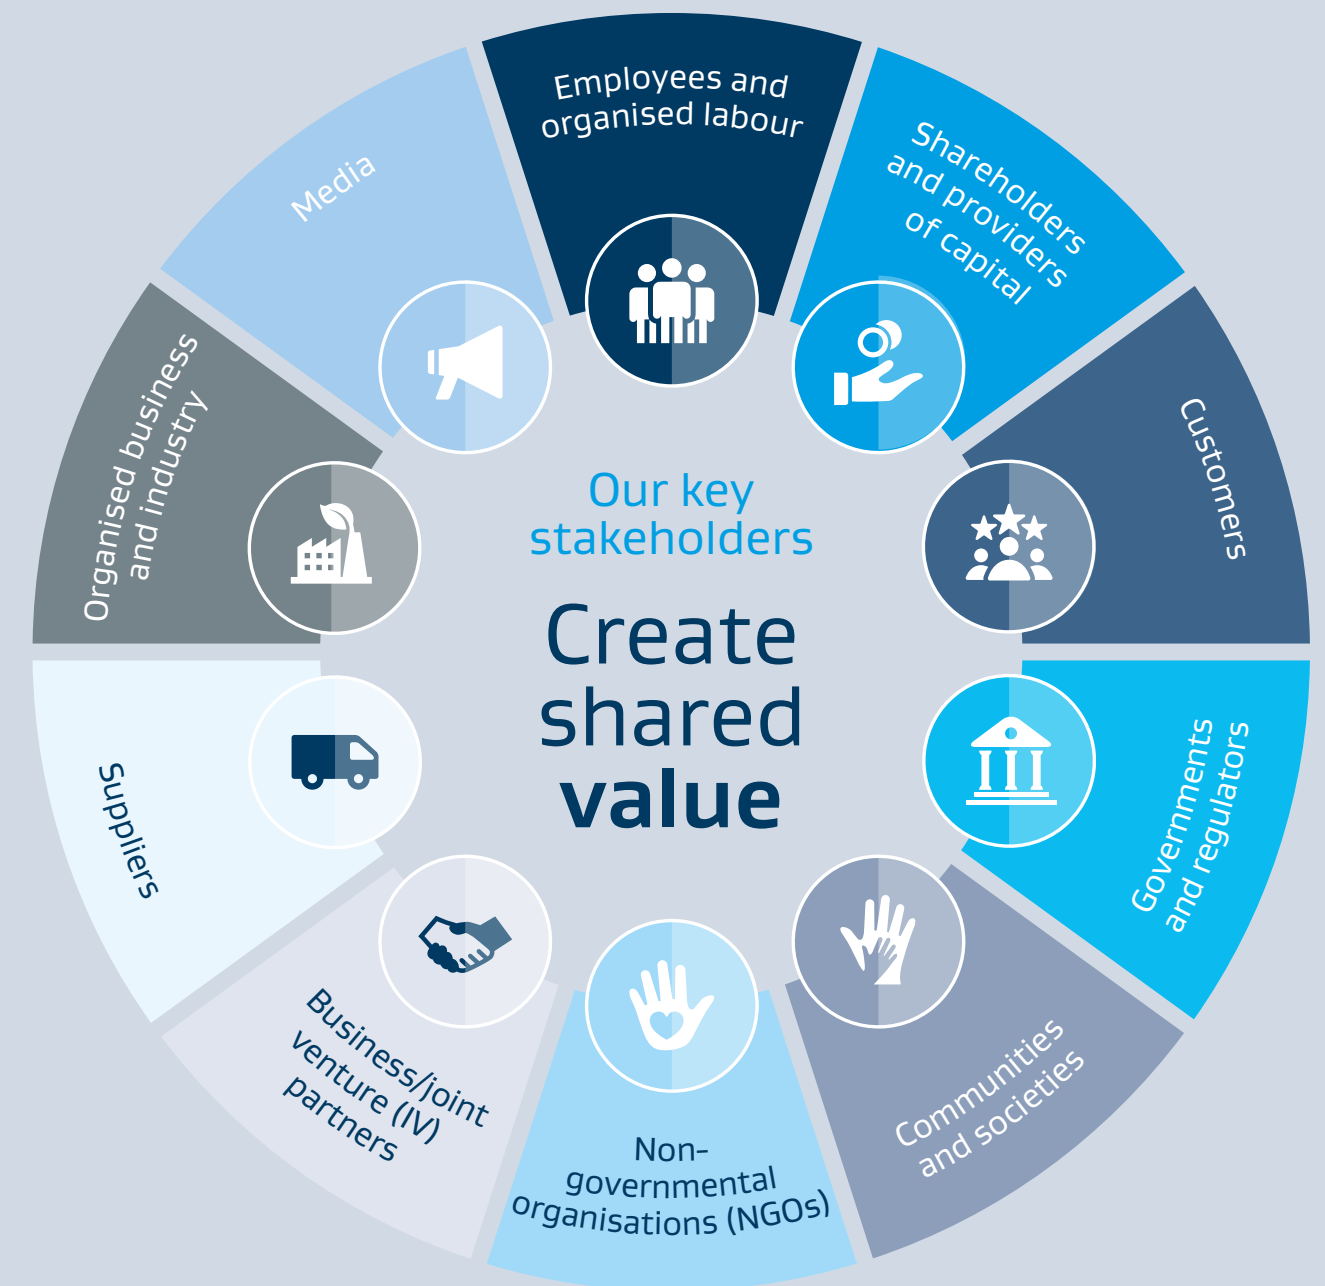 Employees and
organised labour
Shareholders
and providers
of capital
Customers
Governments
and regulators
Communities
and societies
Non-
governmental
organisations (NGOs)
Business/joint
venture (IV)
partners
Suppliers
Organised business
and industry
Media
Our key
stakeholders
Create
shared
value